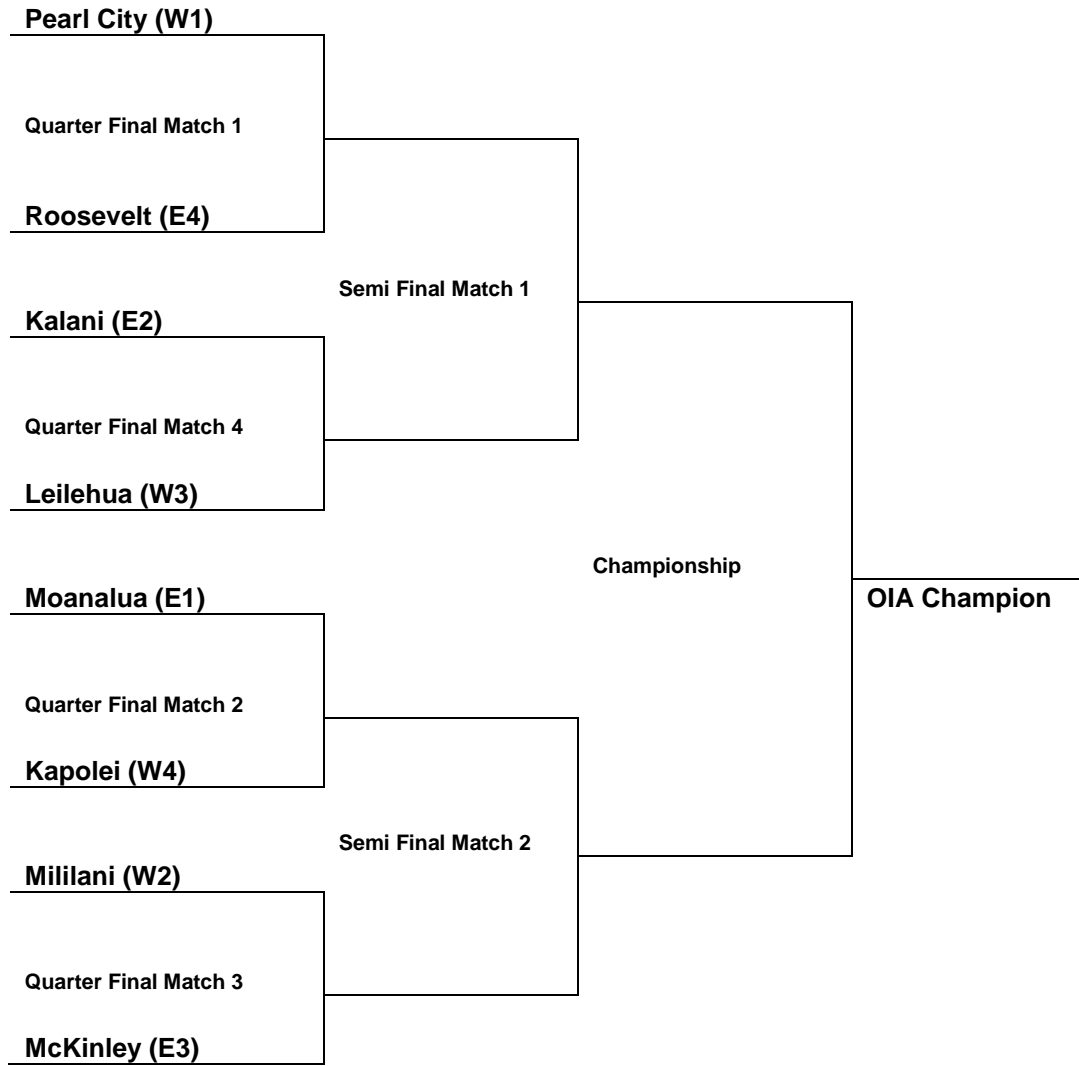 Pearl City (W1)
Quarter Final Match 1
Roosevelt (E4)
Semi Final Match 1
Kalani (E2)
Quarter Final Match 4
Leilehua (W3)
Championship
Moanalua (E1)
OIA Champion
Quarter Final Match 2
Kapolei (W4)
Semi Final Match 2
Mililani (W2)
Quarter Final Match 3
McKinley (E3)